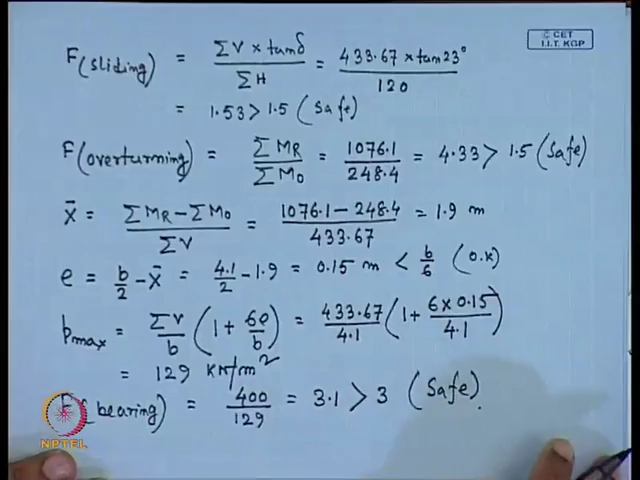 © CET
I.I.T. KGP
F(sliding) = ΣV × tanδ / ΣH = 433.67 × tan23° / 120
= 1.53 > 1.5 (Safe)
F(overturning) = ΣMR / ΣMo = 1076.1 / 248.4 = 4.33 > 1.5 (Safe)
x̄ = ΣMR − ΣMo / ΣV = 1076.1 − 248.4 / 433.67 = 1.9 m
e = b/2 − x̄ = 4.1/2 − 1.9 = 0.15 m < b/6 (O.K)
pmax = ΣV/b (1 + 6e/b) = 433.67/4.1 (1 + 6 × 0.15/4.1)
= 129 kN/m²
F(bearing) = 400/129 = 3.1 > 3 (Safe).
NPTEL